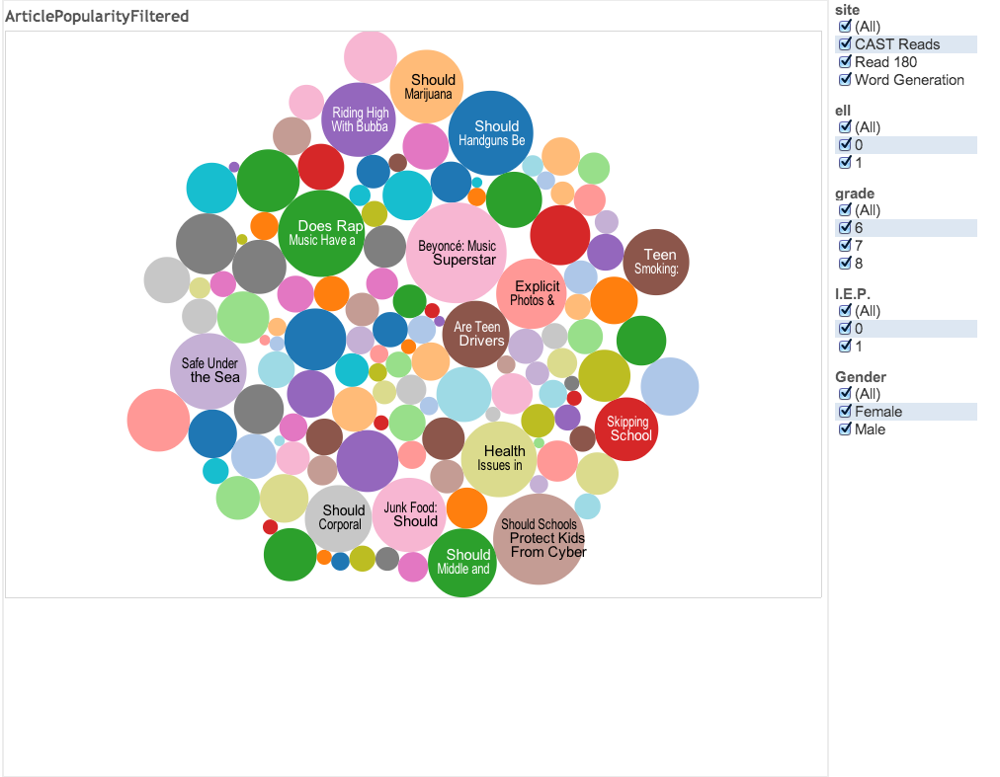 ArticlePopularityFiltered
Should
Marijuana
Riding High
With Bubba
Should
Handguns Be
Does Rap
Music Have a
Beyoncé: Music
Superstar
Teen
Smoking:
Explicit
Photos &
Are Teen
Drivers
Safe Under
the Sea
Skipping
School
Health
Issues in
Should
Corporal
Junk Food:
Should
Should Schools
Protect Kids
From Cyber
Should
Middle and
site
(All)
CAST Reads
Read 180
Word Generation
ell
(All)
0
1
grade
(All)
6
7
8
I.E.P.
(All)
0
1
Gender
(All)
Female
Male